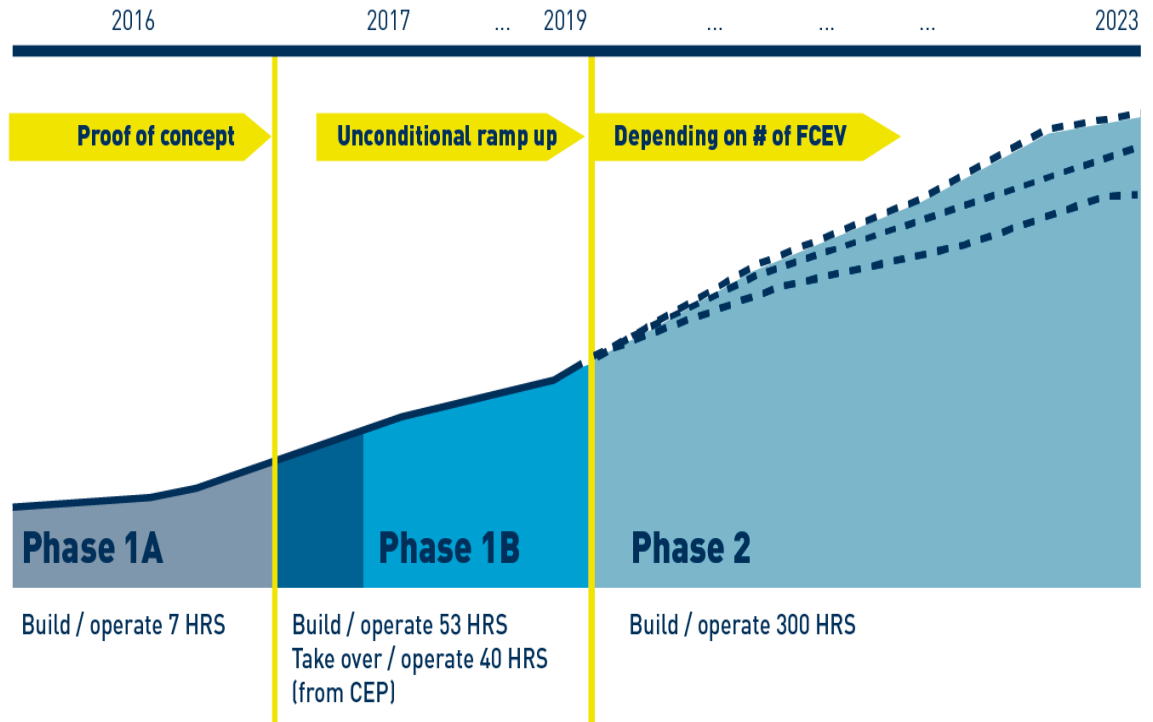 2016 2017 ... 2019 ... ... ... 2023
Proof of concept Unconditional ramp up Depending on # of FCEV
Phase 1A Phase 1B Phase 2
Build / operate 7 HRS
Build / operate 53 HRS
Take over / operate 40 HRS
(from CEP)
Build / operate 300 HRS